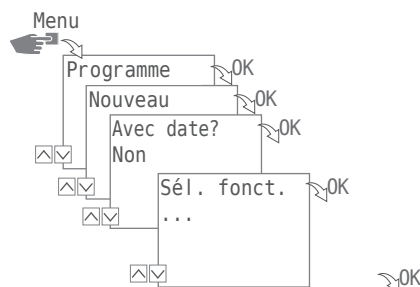 Menu
Programme
OK
Nouveau
OK
Avec date?
OK
Non
Sél. fonct.
OK
...
OK